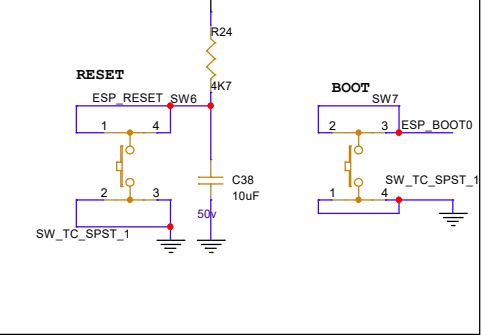 R24
4K7
RESET
ESP_RESET SW6
1 4
2 3
SW_TC_SPST_1
C38
10uF
50v
BOOT
SW7
2 3 ESP_BOOT0
1 4 SW_TC_SPST_1